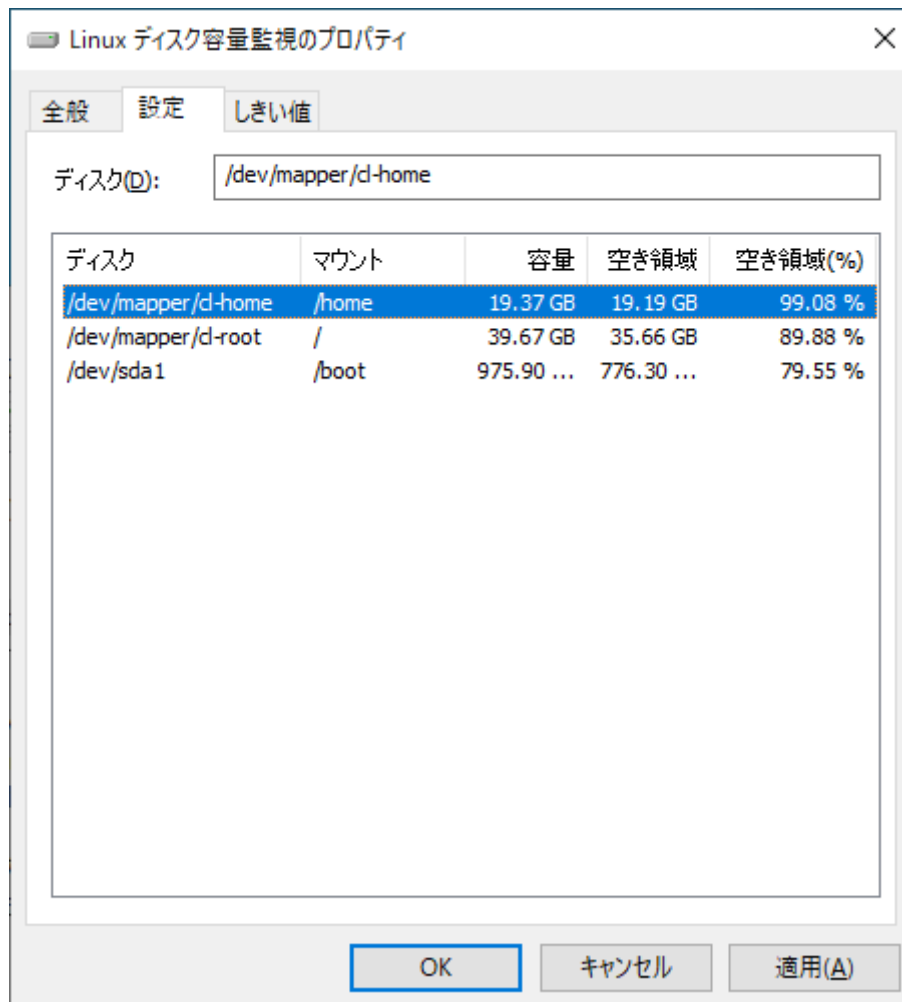 Linux ディスク容量監視のプロパティ
全般 設定 しきい値
ディスク(D): /dev/mapper/cl-home
ディスク マウント 容量 空き領域 空き領域(%)
/dev/mapper/cl-home /home 19.37 GB 19.19 GB 99.08 %
/dev/mapper/cl-root / 39.67 GB 35.66 GB 89.88 %
/dev/sda1 /boot 975.90 ... 776.30 ... 79.55 %
OK キャンセル 適用(A)